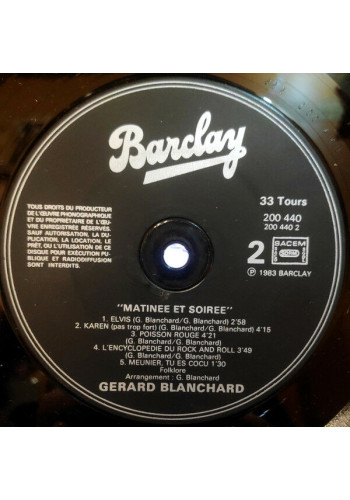 Barclay
33 Tours
200 440
200 440 2
TOUS DROITS DU PRODUCTEUR
DE L'ŒUVRE PHONOGRAPHIQUE
ET DU PROPRIÉTAIRE DE L'ŒU-
VRE ENREGISTRÉE RÉSERVÉS.
SAUF AUTORISATION, LA DU-
PLICATION, LA LOCATION, LE
PRÊT, OU L'UTILISATION DE CE
DISQUE POUR EXÉCUTION PU-
BLIQUE ET RADIODIFFUSION
SONT INTERDITS.
2
SACEM
℗ 1983 BARCLAY
"MATINEE ET SOIREE"
1. ELVIS (G. Blanchard/G. Blanchard) 2'58
2. KAREN (pas trop fort) (G. Blanchard/G. Blanchard) 4'15
3. POISSON ROUGE 4'21
(G. Blanchard/G. Blanchard)
4. L'ENCYCLOPEDIE DU ROCK AND ROLL 3'49
(G. Blanchard/G. Blanchard)
5. MEUNIER, TU ES COCU 1'30
Folklore
Arrangement : G. Blanchard
GERARD BLANCHARD